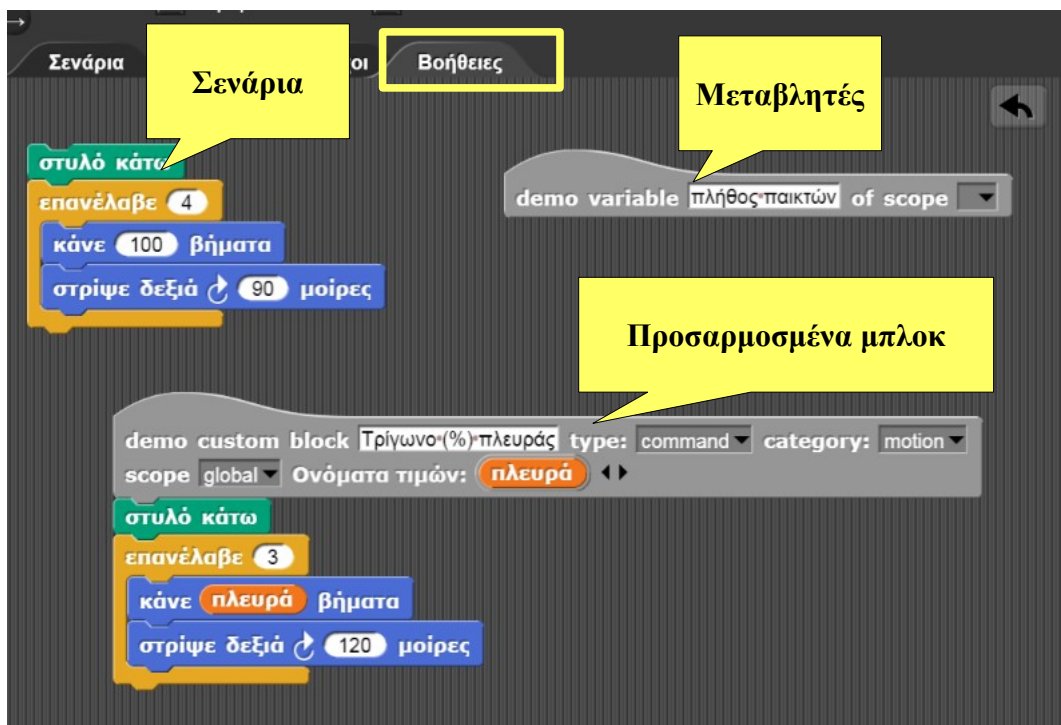 Σενάρια
οι
Βοήθειες
Σενάρια
Μεταβλητές
στυλό κάτω
επανέλαβε 4
κάνε 100 βήματα
στρίψε δεξιά 90 μοίρες
demo variable πλήθος παικτών of scope
Προσαρμοσμένα μπλοκ
demo custom block Τρίγωνο (%) πλευράς type: command category: motion
scope global Ονόματα τιμών: πλευρά
στυλό κάτω
επανέλαβε 3
κάνε πλευρά βήματα
στρίψε δεξιά 120 μοίρες